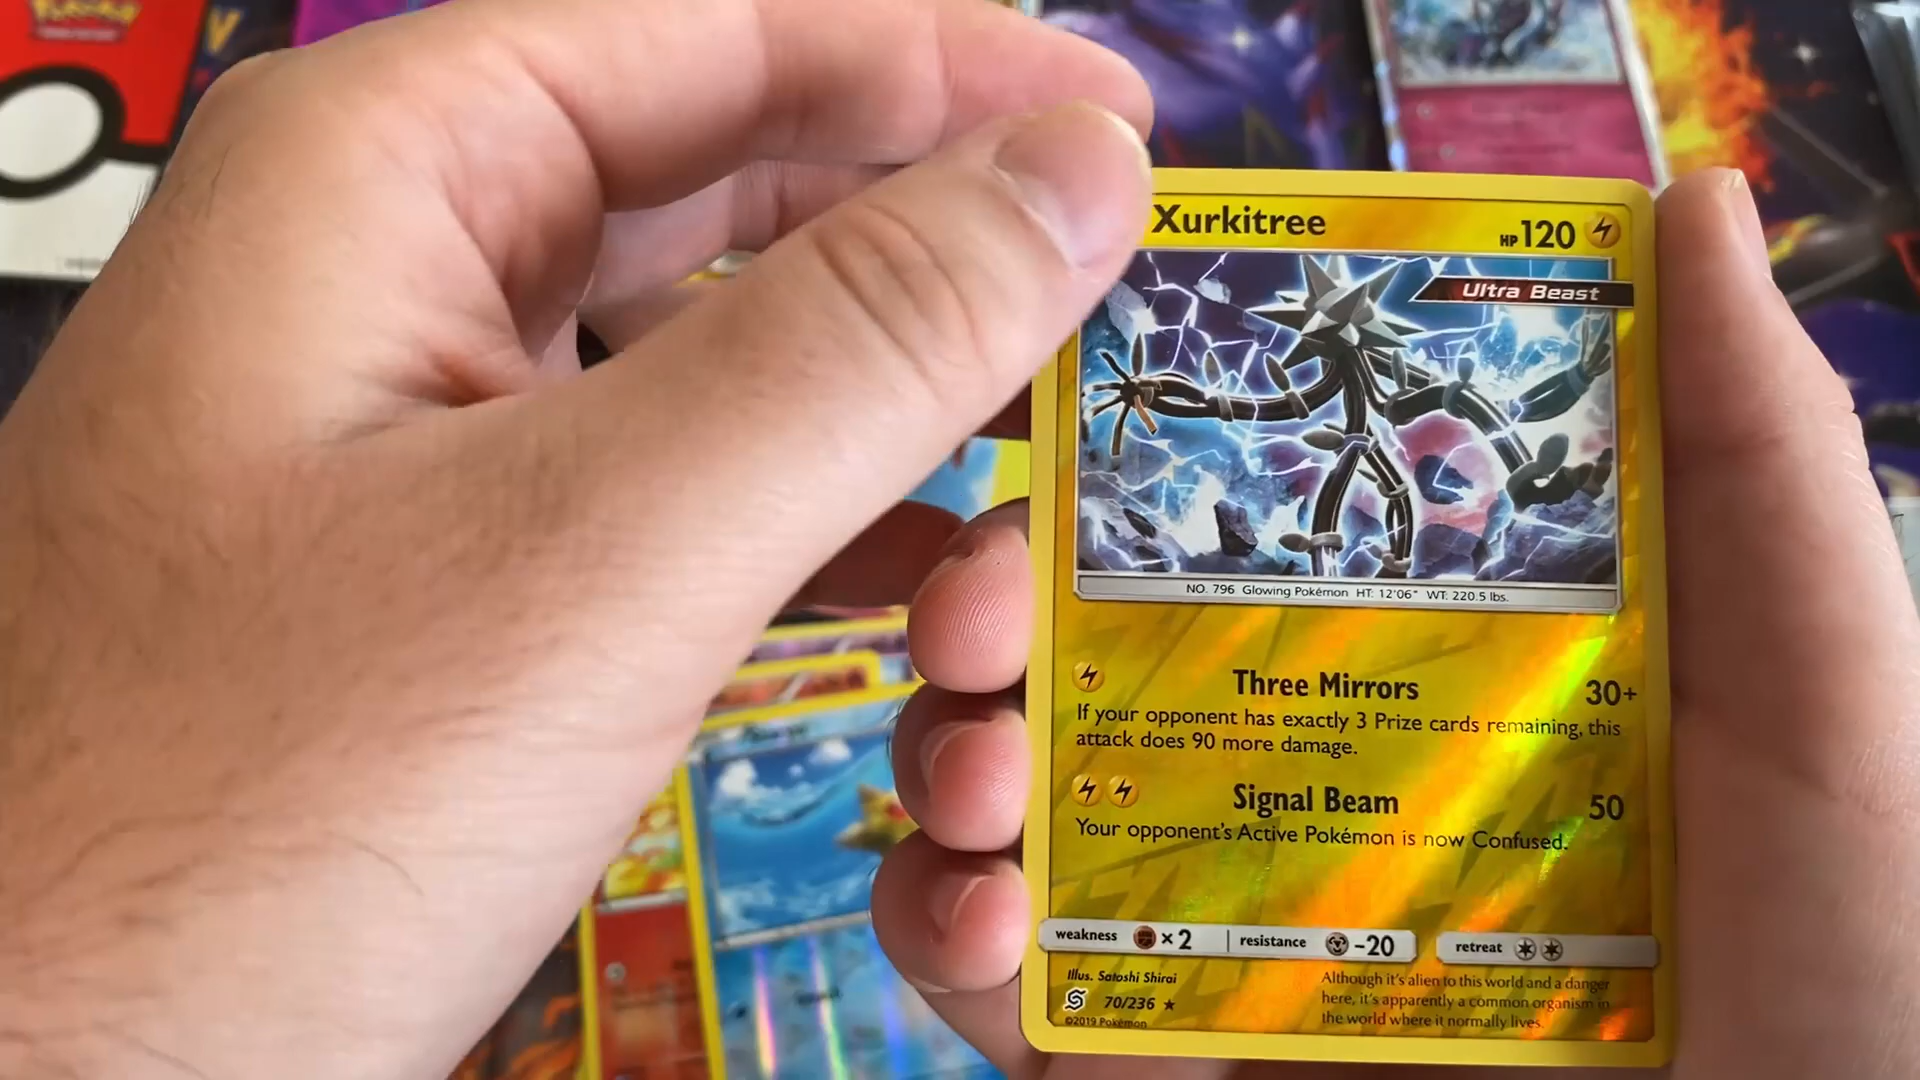 Xurkitree
HP 120
Ultra Beast
NO. 796 Glowing Pokémon HT: 12'06" WT: 220.5 lbs.
Three Mirrors 30+
If your opponent has exactly 3 Prize cards remaining, this
attack does 90 more damage.
Signal Beam 50
Your opponent's Active Pokémon is now Confused.
weakness ×2 resistance -20 retreat
Illus. Satoshi Shirai
70/236
©2019 Pokémon
Although it's alien to this world and a danger
here, it's apparently a common organism in
the world where it normally lives.